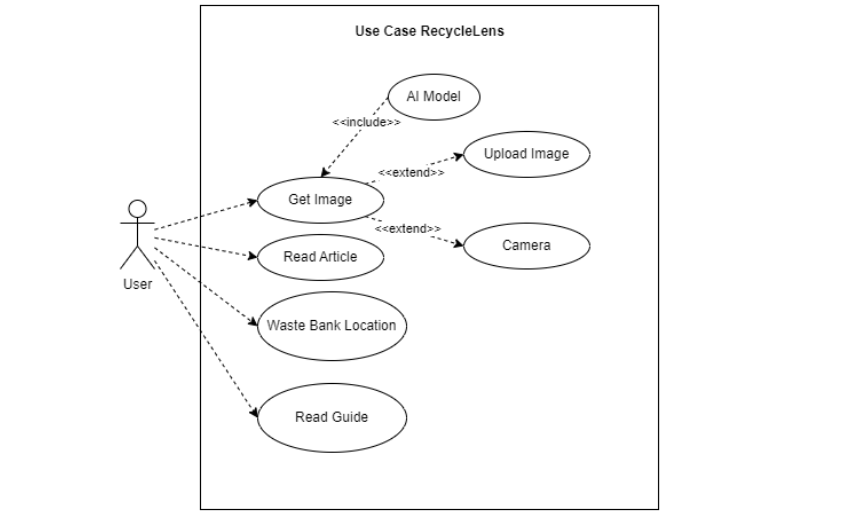 Use Case RecycleLens
AI Model
<<include>>
Upload Image
<<extend>>
Get Image
<<extend>>
Camera
Read Article
User
Waste Bank Location
Read Guide